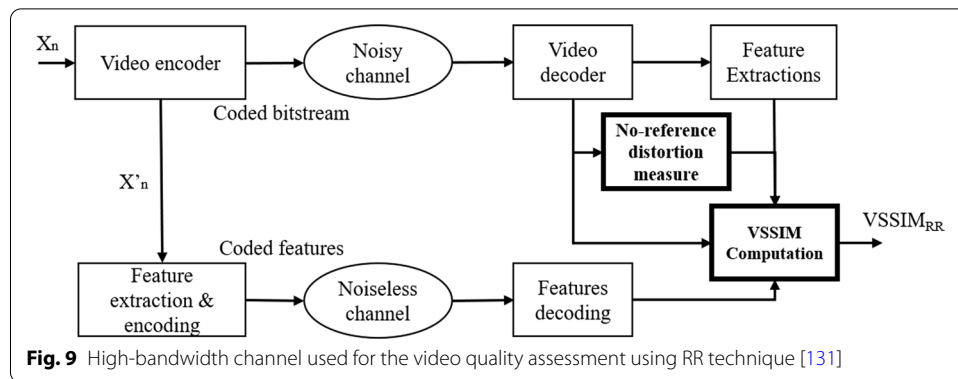 Xn
Video encoder
Noisy
channel
Video
decoder
Feature
Extractions
Coded bitstream
No-reference
distortion
measure
X'n
VSSIM
Computation
VSSIMRR
Coded features
Feature
extraction &
encoding
Noiseless
channel
Features
decoding
Fig. 9 High-bandwidth channel used for the video quality assessment using RR technique [131]